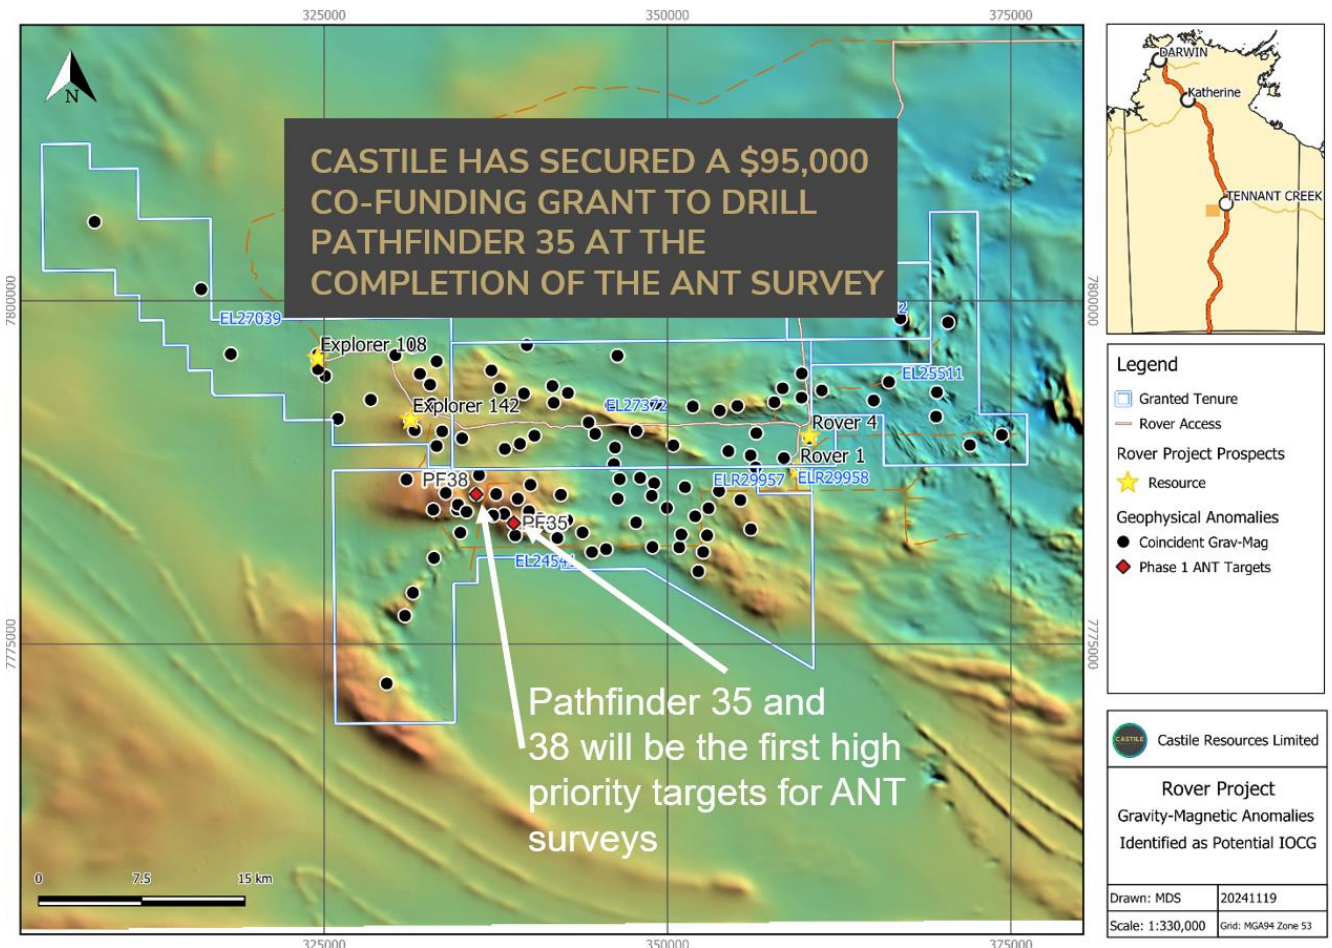 325000
350000
375000
N
CASTILE HAS SECURED A $95,000
CO-FUNDING GRANT TO DRILL
PATHFINDER 35 AT THE
COMPLETION OF THE ANT SURVEY
7800000
7800000
EL27039
2
Explorer 108
EL25511
Explorer 142
EL27372
Rover 4
Rover 1
PF38
ELR29957
ELR29958
PF35
EL24541
7775000
7775000
Pathfinder 35 and
38 will be the first high
priority targets for ANT
surveys
0
7.5
15 km
325000
350000
375000
DARWIN
Katherine
TENNANT CREEK
Legend
Granted Tenure
Rover Access
Rover Project Prospects
Resource
Geophysical Anomalies
Coincident Grav-Mag
Phase 1 ANT Targets
CASTILE
Castile Resources Limited
Rover Project
Gravity-Magnetic Anomalies
Identified as Potential IOCG
Drawn: MDS
20241119
Scale: 1:330,000
Grid: MGA94 Zone 53